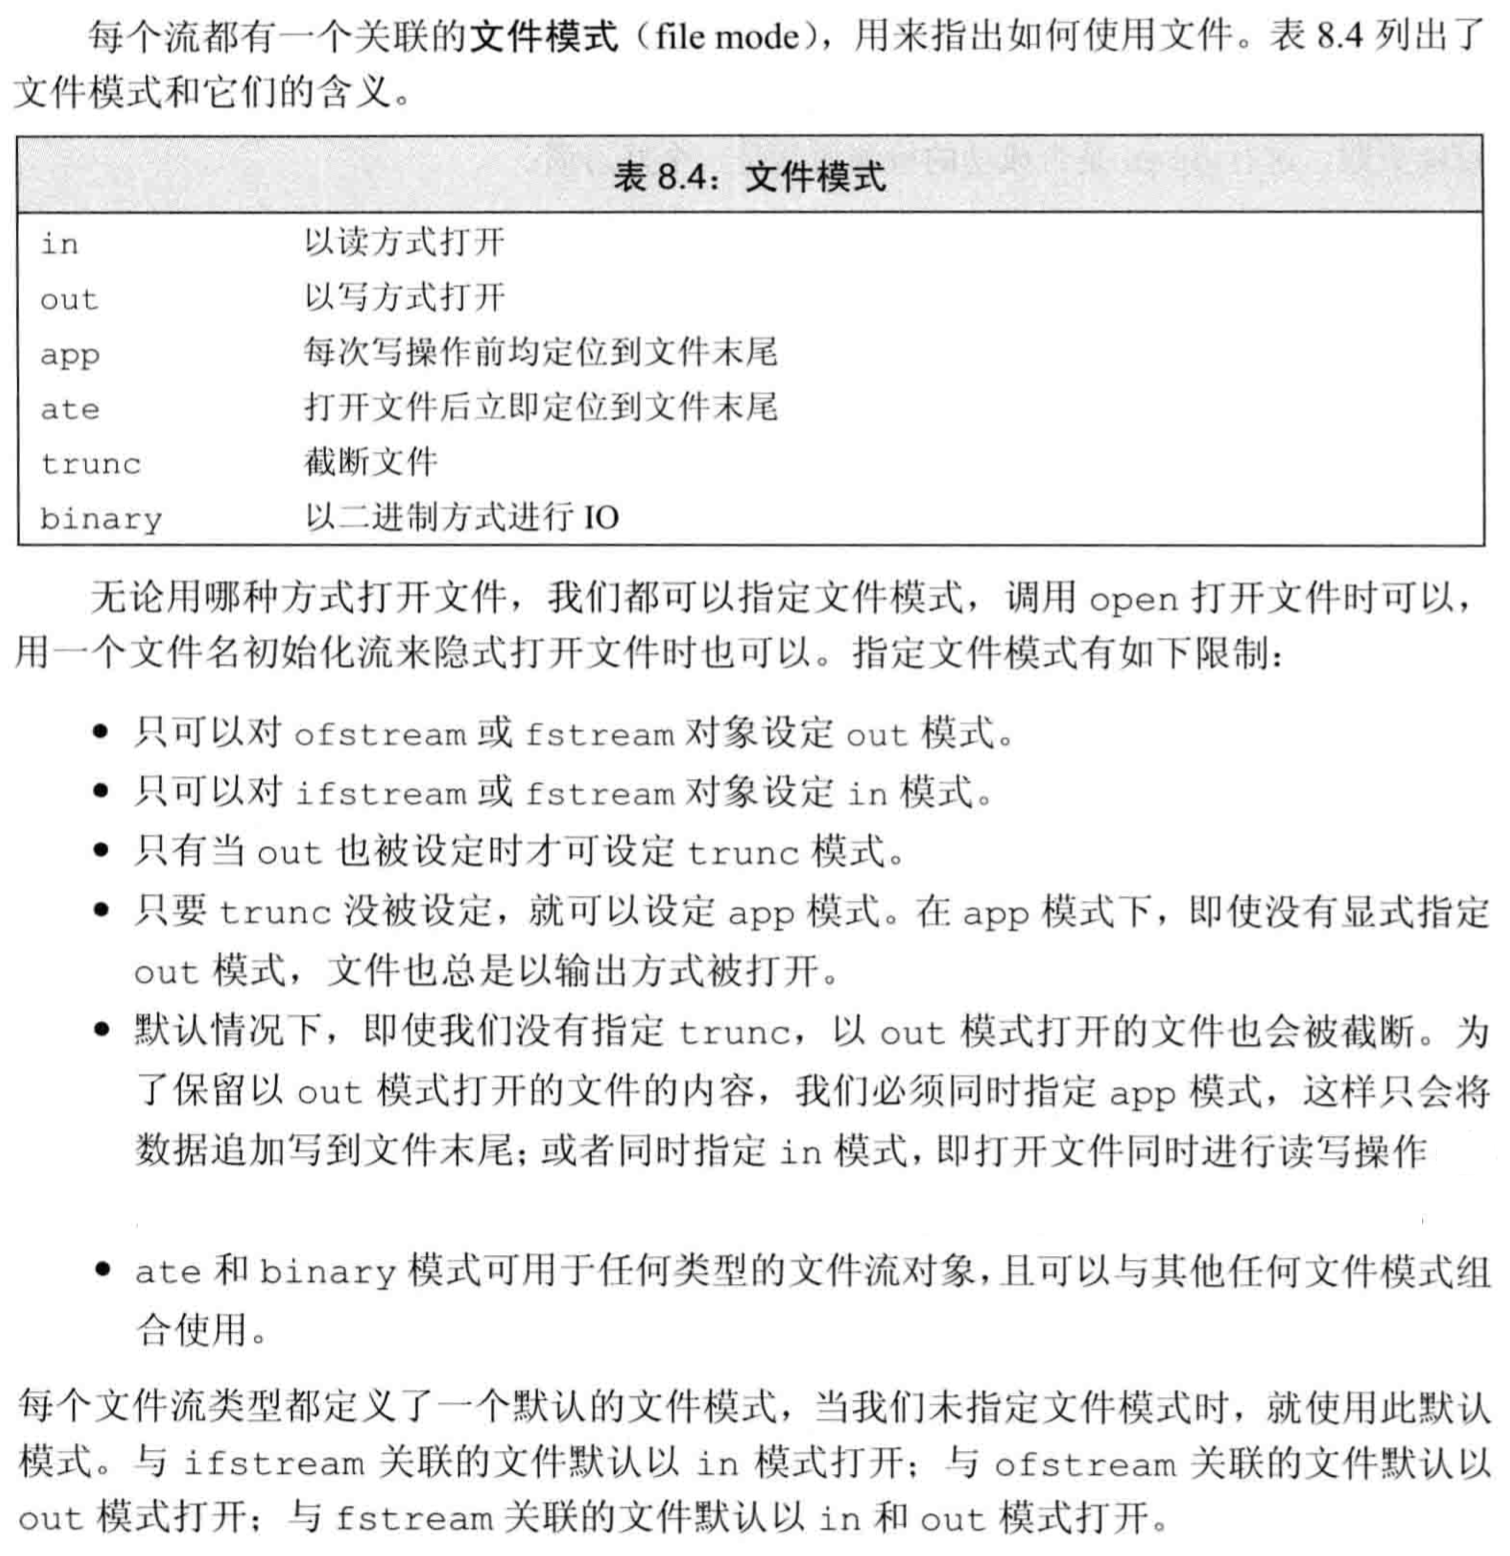 每个流都有一个关联的文件模式（file mode），用来指出如何使用文件。表 8.4 列出了
文件模式和它们的含义。
表 8.4：文件模式
in 以读方式打开
out 以写方式打开
app 每次写操作前均定位到文件末尾
ate 打开文件后立即定位到文件末尾
trunc 截断文件
binary 以二进制方式进行 IO
无论用哪种方式打开文件，我们都可以指定文件模式，调用 open 打开文件时可以，
用一个文件名初始化流来隐式打开文件时也可以。指定文件模式有如下限制：
● 只可以对 ofstream 或 fstream 对象设定 out 模式。
● 只可以对 ifstream 或 fstream 对象设定 in 模式。
● 只有当 out 也被设定时才可设定 trunc 模式。
● 只要 trunc 没被设定，就可以设定 app 模式。在 app 模式下，即使没有显式指定
out 模式，文件也总是以输出方式被打开。
● 默认情况下，即使我们没有指定 trunc，以 out 模式打开的文件也会被截断。为
了保留以 out 模式打开的文件的内容，我们必须同时指定 app 模式，这样只会将
数据追加写到文件末尾；或者同时指定 in 模式，即打开文件同时进行读写操作
● ate 和 binary 模式可用于任何类型的文件流对象，且可以与其他任何文件模式组
合使用。
每个文件流类型都定义了一个默认的文件模式，当我们未指定文件模式时，就使用此默认
模式。与 ifstream 关联的文件默认以 in 模式打开；与 ofstream 关联的文件默认以
out 模式打开；与 fstream 关联的文件默认以 in 和 out 模式打开。